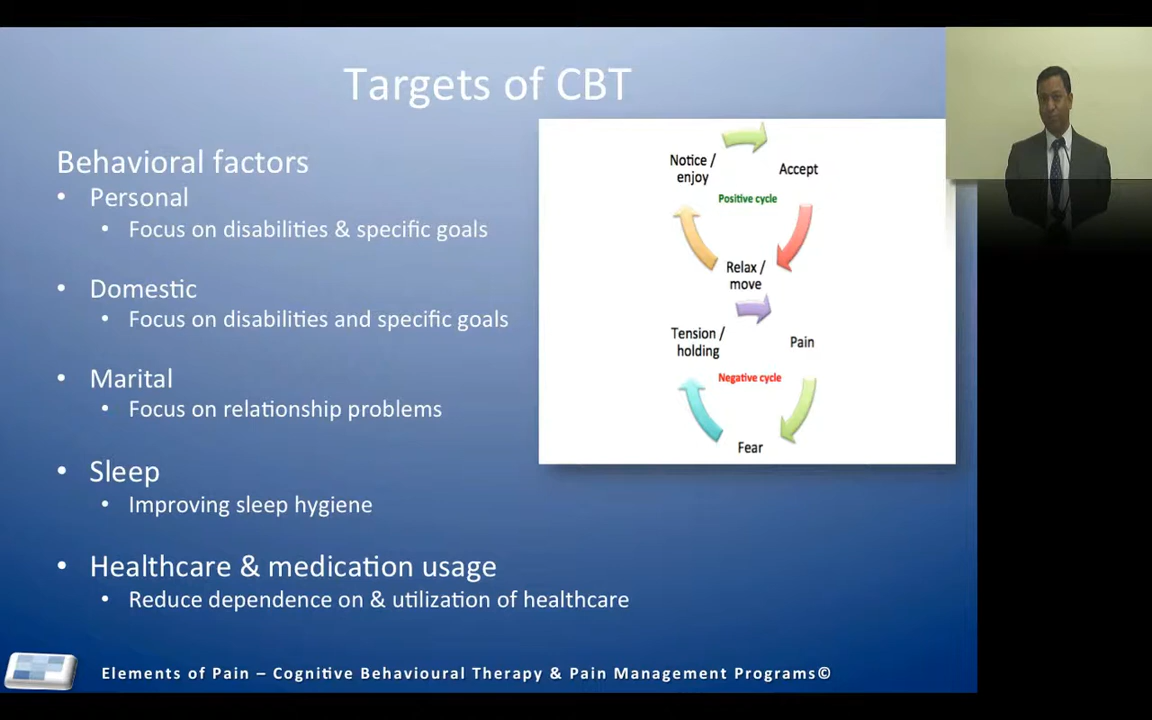 Targets of CBT
Behavioral factors
• Personal
• Focus on disabilities & specific goals
• Domestic
• Focus on disabilities and specific goals
• Marital
• Focus on relationship problems
• Sleep
• Improving sleep hygiene
• Healthcare & medication usage
• Reduce dependence on & utilization of healthcare
Notice /
enjoy
Accept
Positive cycle
Relax /
move
Tension /
holding
Pain
Negative cycle
Fear
Elements of Pain – Cognitive Behavioural Therapy & Pain Management Programs©